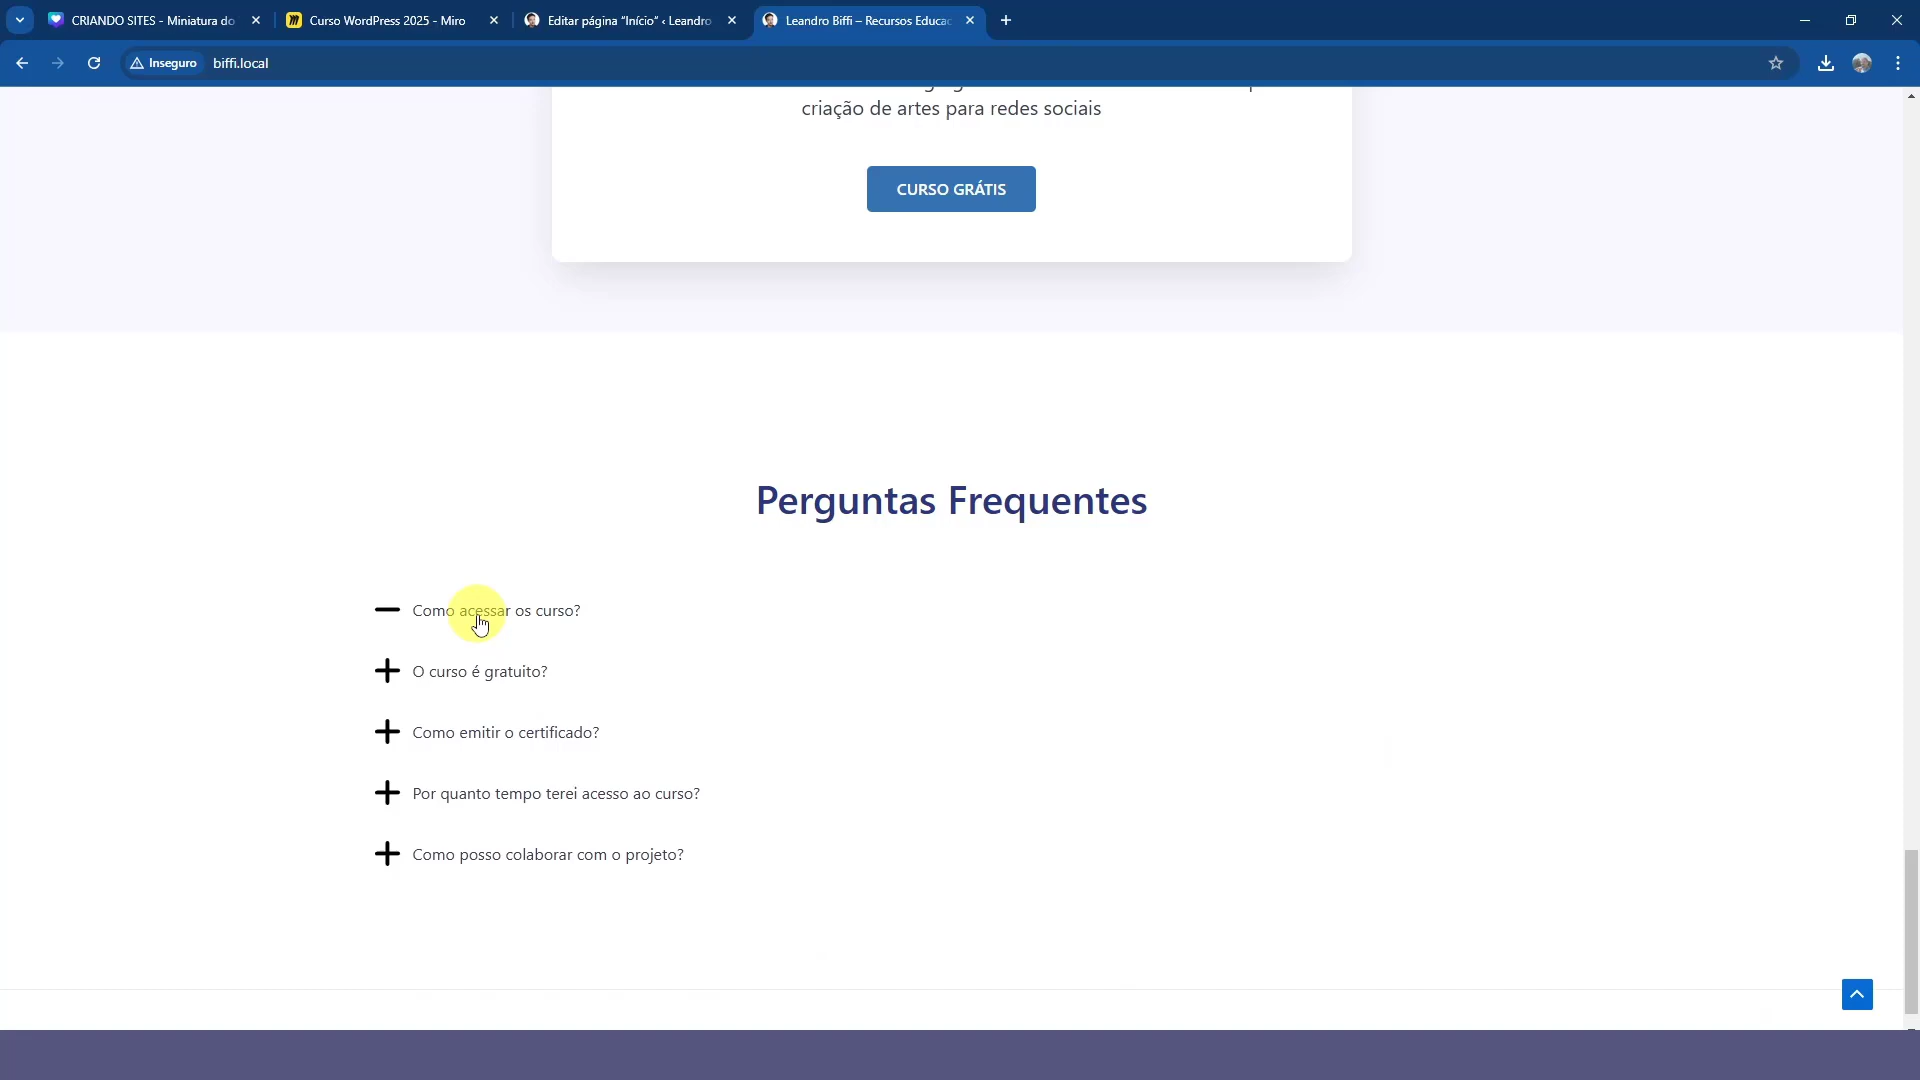 CRIANDO SITES - Miniatura do
Curso WordPress 2025 - Miro
Editar página “Início” ‹ Leandro
Leandro Biffi – Recursos Educac
Inseguro
biffi.local
criação de artes para redes sociais
CURSO GRÁTIS
Perguntas Frequentes
Como acessar os curso?
O curso é gratuito?
Como emitir o certificado?
Por quanto tempo terei acesso ao curso?
Como posso colaborar com o projeto?